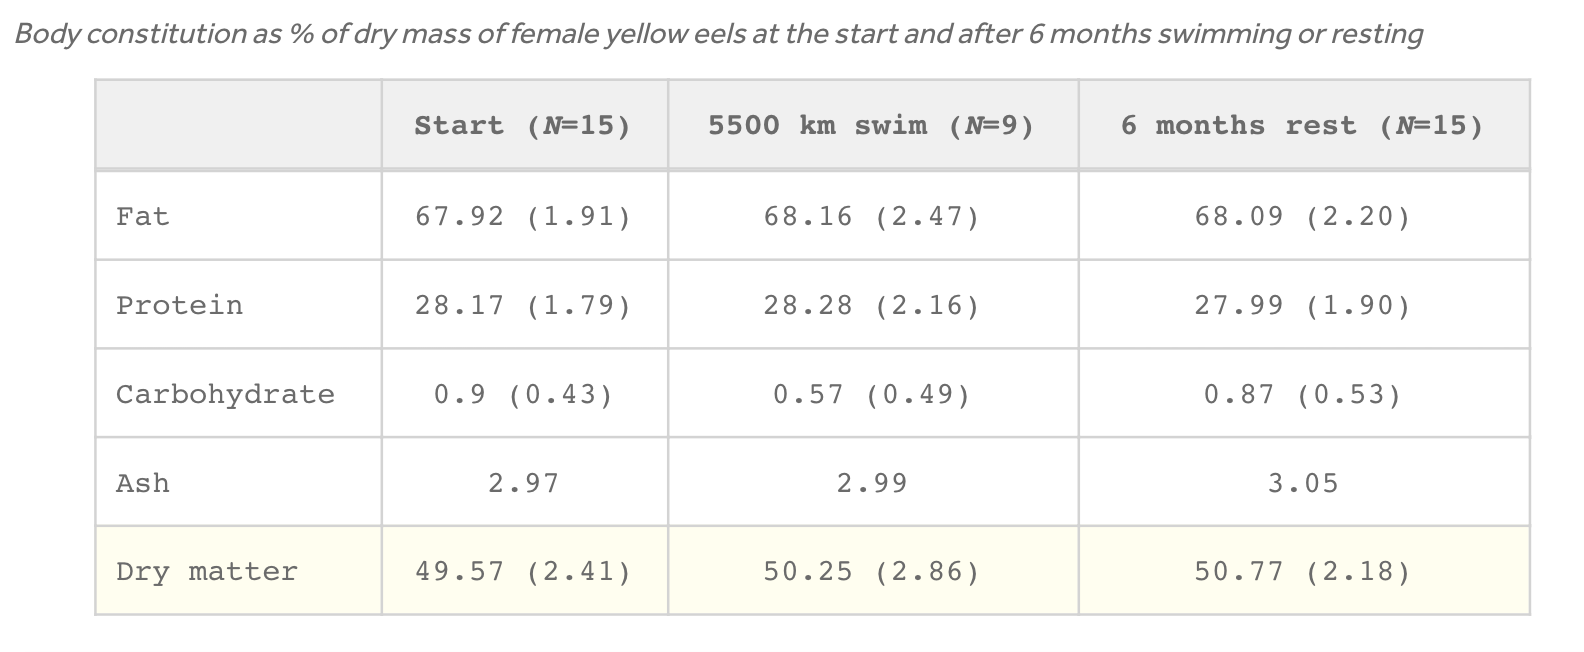 Body constitution as % of dry mass of female yellow eels at the start and after 6 months swimming or resting
Start (N=15) 5500 km swim (N=9) 6 months rest (N=15)
Fat 67.92 (1.91) 68.16 (2.47) 68.09 (2.20)
Protein 28.17 (1.79) 28.28 (2.16) 27.99 (1.90)
Carbohydrate 0.9 (0.43) 0.57 (0.49) 0.87 (0.53)
Ash 2.97 2.99 3.05
Dry matter 49.57 (2.41) 50.25 (2.86) 50.77 (2.18)